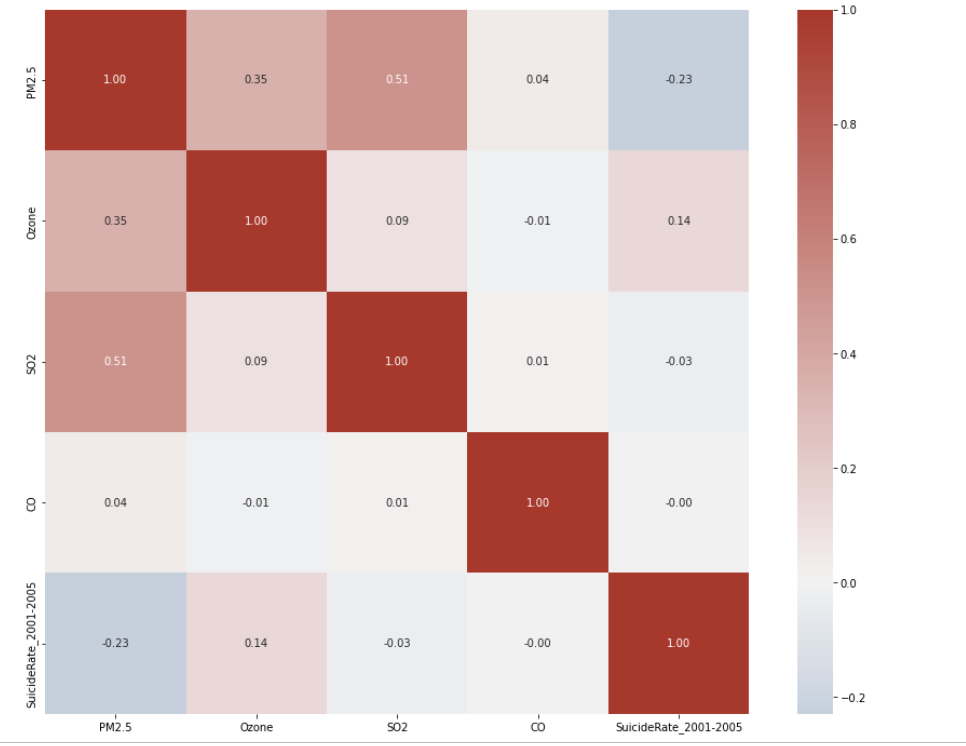 PM2.5 1.00 0.35 0.51 0.04 -0.23
Ozone 0.35 1.00 0.09 -0.01 0.14
SO2 0.51 0.09 1.00 0.01 -0.03
CO 0.04 -0.01 0.01 1.00 -0.00
SuicideRate_2001-2005 -0.23 0.14 -0.03 -0.00 1.00
PM2.5 Ozone SO2 CO SuicideRate_2001-2005
1.0
0.8
0.6
0.4
0.2
0.0
−0.2